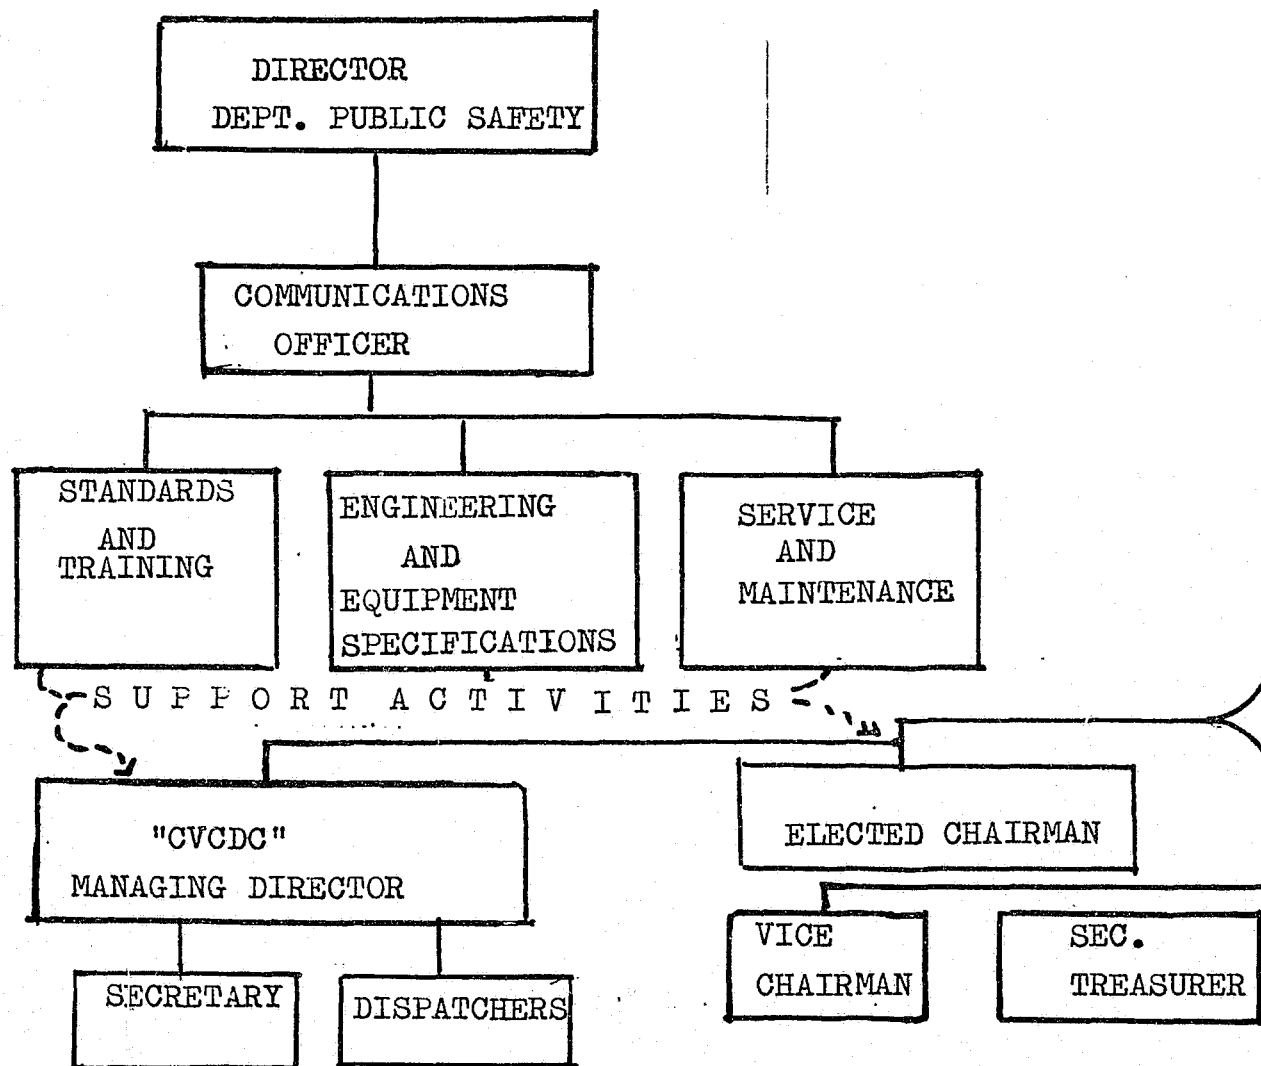 DIRECTOR
DEPT. PUBLIC SAFETY
COMMUNICATIONS
OFFICER
STANDARDS
AND
TRAINING
ENGINEERING
AND
EQUIPMENT
SPECIFICATIONS
SERVICE
AND
MAINTENANCE
SUPPORT ACTIVITIES
"CVCDC"
MANAGING DIRECTOR
ELECTED CHAIRMAN
VICE
CHAIRMAN
SEC.
TREASURER
SECRETARY
DISPATCHERS